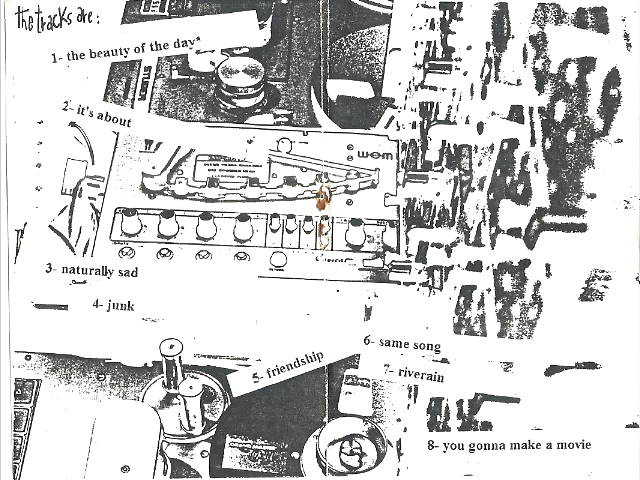 the tracks are:
1- the beauty of the day*
2- it's about
WOM
3- naturally sad
4- junk
5- friendship
6- same song
7- riverain
8- you gonna make a movie